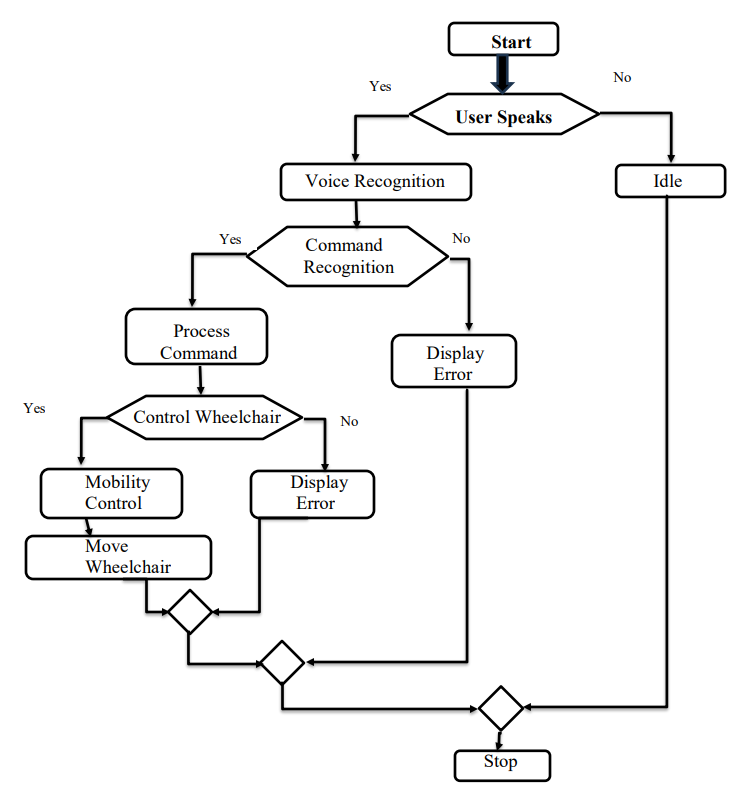 Start
Yes
No
User Speaks
Voice Recognition
Idle
Yes
Command
Recognition
No
Process
Command
Display
Error
Yes
Control Wheelchair
No
Mobility
Control
Display
Error
Move
Wheelchair
Stop